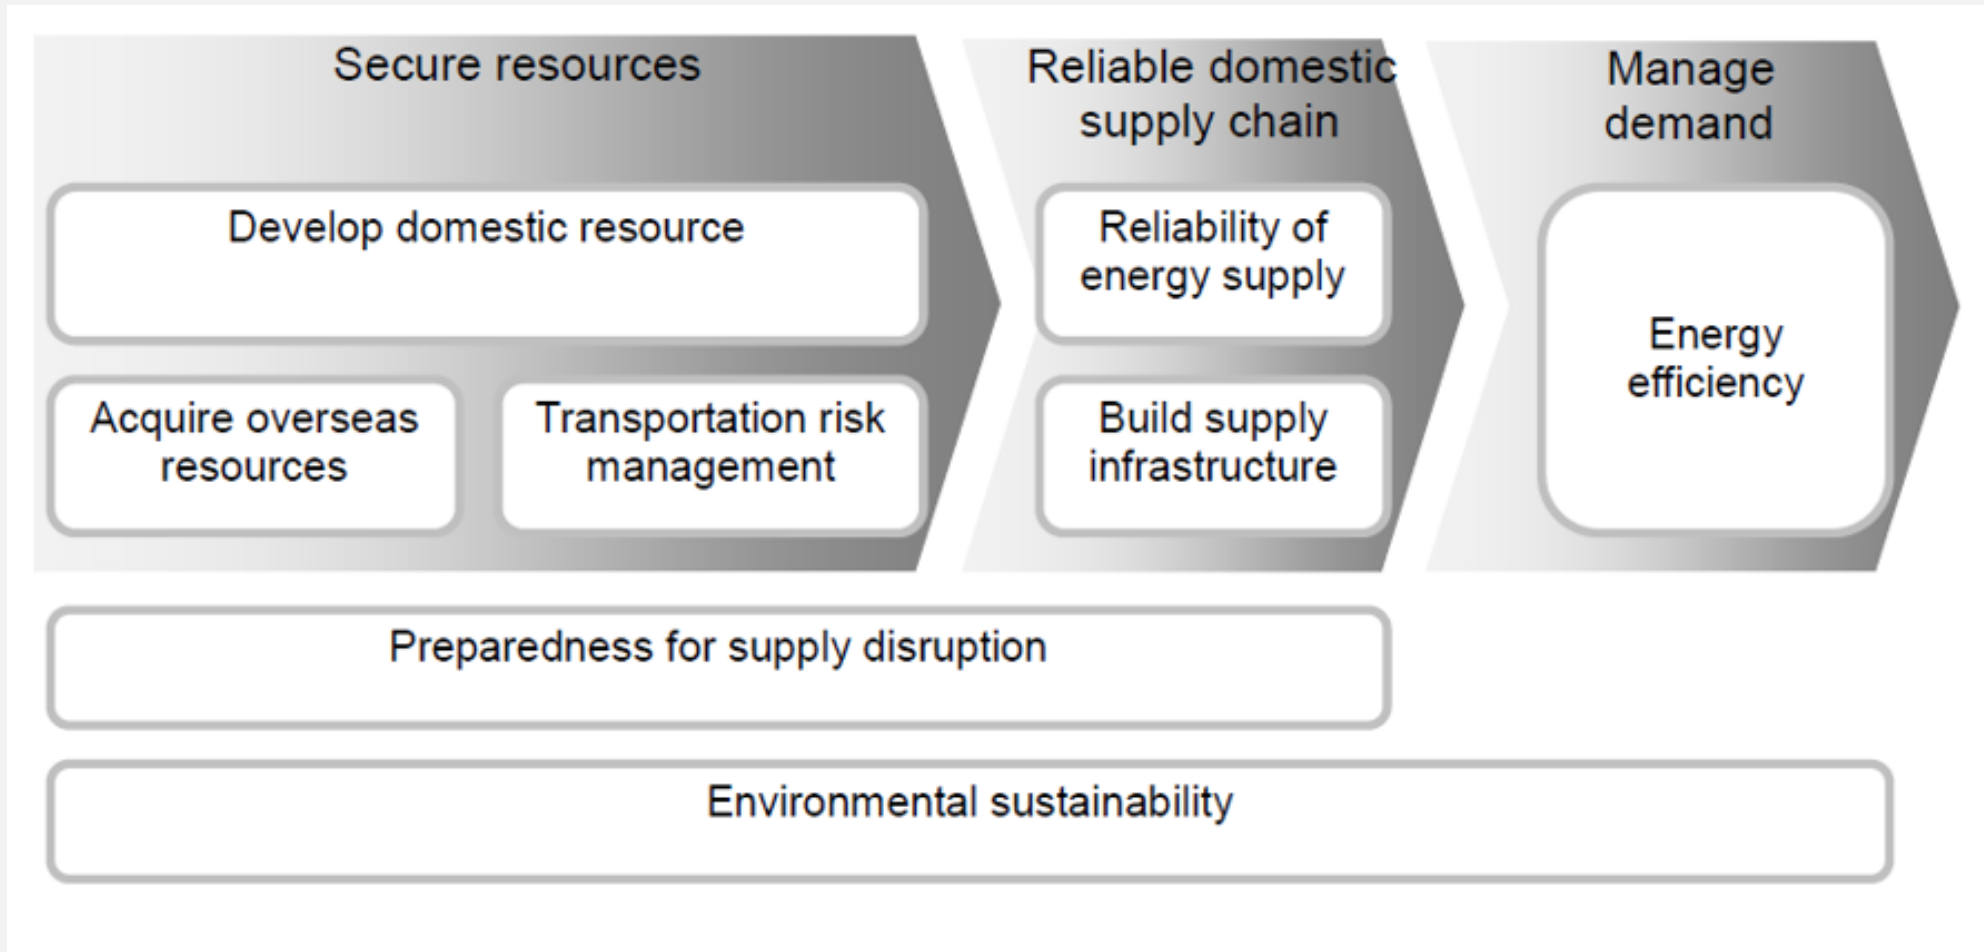 Secure resources
Reliable domestic
supply chain
Manage
demand
Develop domestic resource
Reliability of
energy supply
Energy
efficiency
Acquire overseas
resources
Transportation risk
management
Build supply
infrastructure
Preparedness for supply disruption
Environmental sustainability